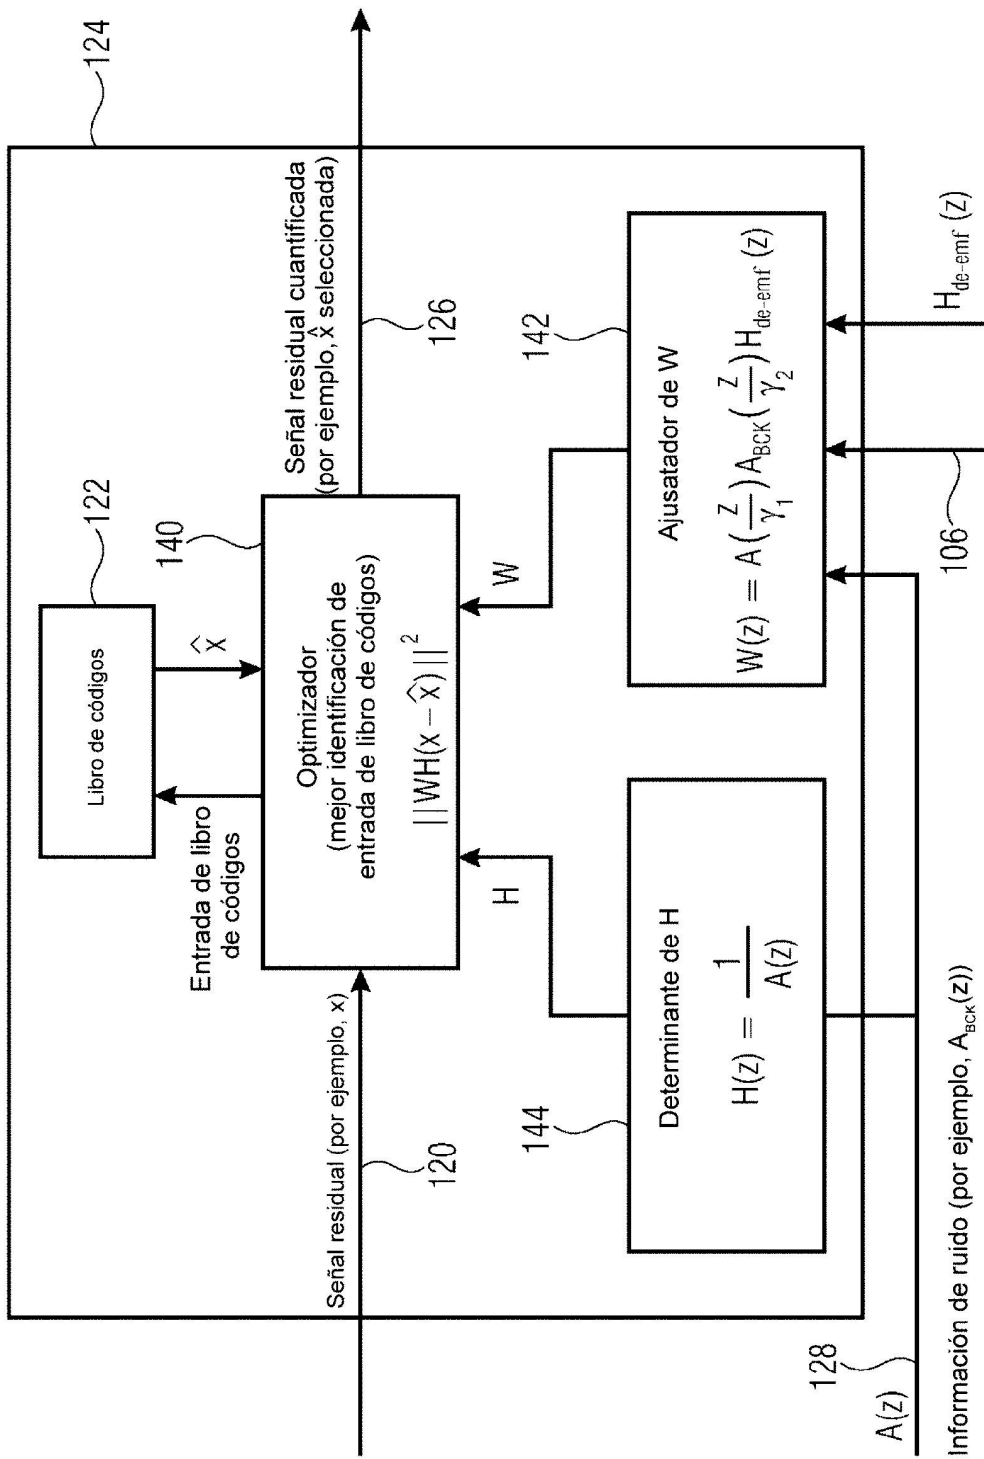 124
122
Libro de códigos
Entrada de libro
de códigos
x̂
140
Optimizador
(mejor identificación de
entrada de libro de códigos)
||WH(x−x̂)||²
Señal residual (por ejemplo, x)
120
Señal residual cuantificada
(por ejemplo, x̂ seleccionada)
126
H
W
144
Determinante de H
H(z) = 1/A(z)
142
Ajusatador de W
W(z) = A(z/γ₁)A_BCK(z/γ₂)H_de-emf(z)
A(z)
128
106
H_de-emf(z)
Información de ruido (por ejemplo, A_BCK(z))